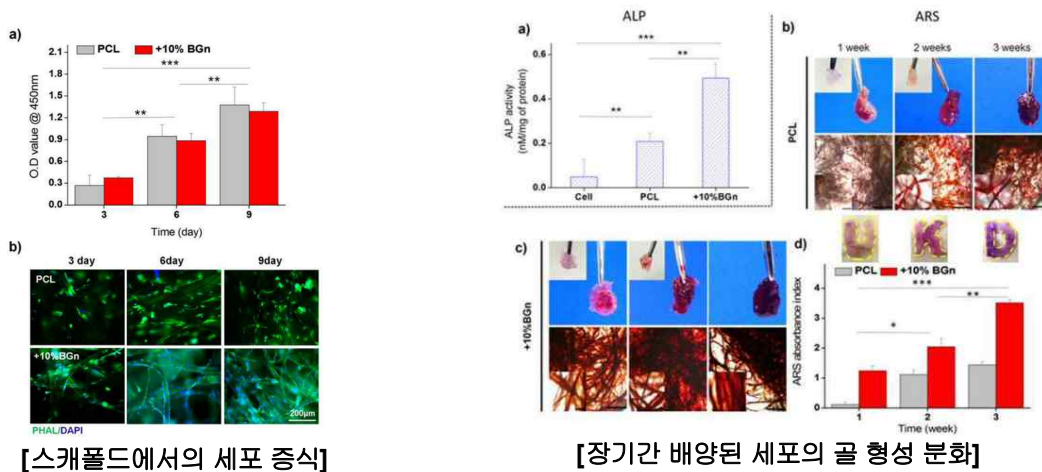 a)
PCL
+10% BGn
2.1
1.8
1.5
1.2
0.9
0.6
0.3
0.0
***
**
**
O.D value @ 450nm
3
6
9
Time (day)
b)
3 day
6day
9day
PCL
+10%BGn
200µm
PHAL/DAPI
[스캐폴드에서의 세포 증식]
ALP
a)
0.6
0.4
0.2
0.0
***
**
**
ALP activity
(nM/mg of protein)
Cell
PCL
+10%BGn
ARS
b)
1 week
2 weeks
3 weeks
PCL
U K D
c)
+10%BGn
d)
PCL
+10% BGn
***
**
*
4
3
2
1
0
ARS absorbance index
1
2
3
Time (week)
[장기간 배양된 세포의 골 형성 분화]